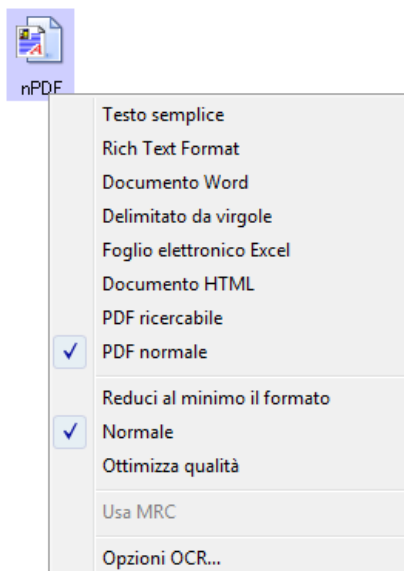 nPDF
Testo semplice
Rich Text Format
Documento Word
Delimitato da virgole
Foglio elettronico Excel
Documento HTML
PDF ricercabile
PDF normale
Reduci al minimo il formato
Normale
Ottimizza qualità
Usa MRC
Opzioni OCR...